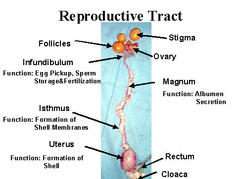 Reproductive Tract
Stigma
Follicles
Ovary
Infundibulum
Function: Egg Pickup, Sperm
Storage&Fertilization
Magnum
Function: Albumen
Secretion
Isthmus
Function: Formation of
Shell Membranes
Uterus
Function: Formation of
Shell
Rectum
Cloaca